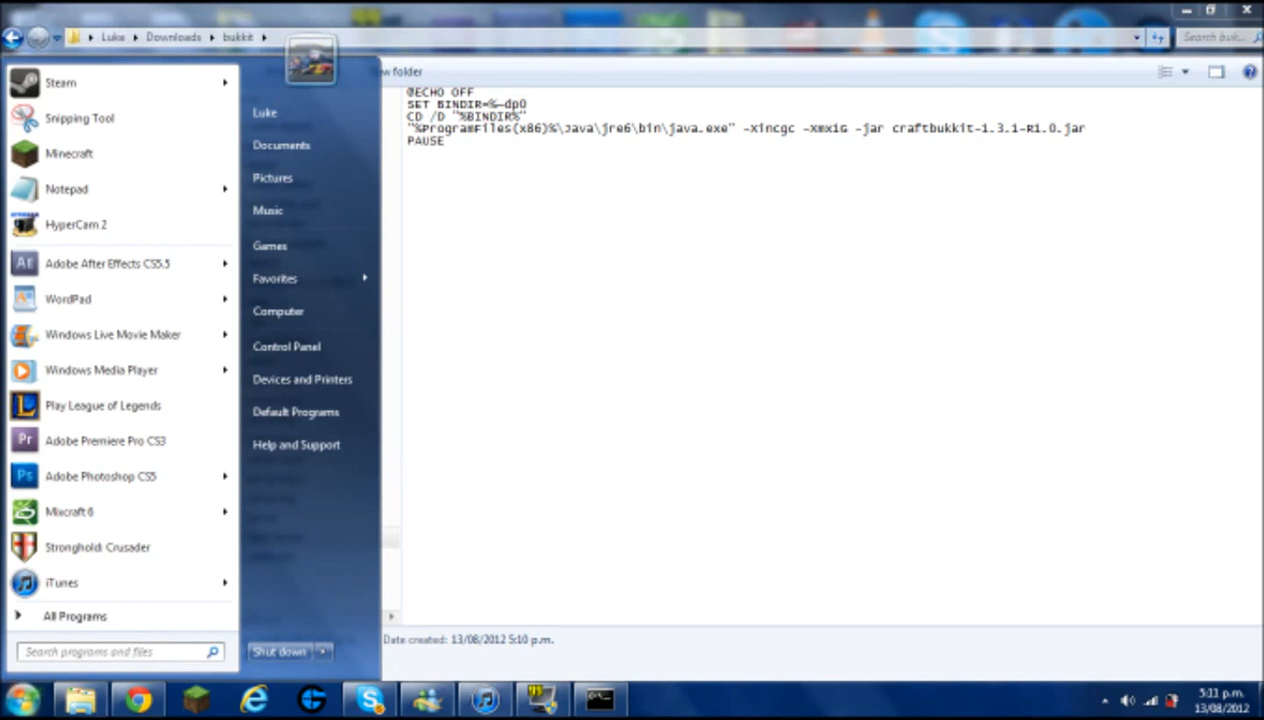 Luke
Downloads
bukkit
Search buk...
ew folder
Steam
Snipping Tool
Minecraft
Notepad
HyperCam 2
Adobe After Effects CS5.5
WordPad
Windows Live Movie Maker
Windows Media Player
Play League of Legends
Adobe Premiere Pro CS3
Adobe Photoshop CS5
Mixcraft 6
Stronghold: Crusader
iTunes
All Programs
Search programs and files
Luke
Documents
Pictures
Music
Games
Favorites
Computer
Control Panel
Devices and Printers
Default Programs
Help and Support
Shut down
@ECHO OFF
SET BINDIR=%~dp0
CD /D "%BINDIR%"
"%ProgramFiles(x86)%\Java\jre6\bin\java.exe" -Xincgc -Xmx1G -jar craftbukkit-1.3.1-R1.0.jar
PAUSE
Date created: 13/08/2012 5:10 p.m.
5:11 p.m.
13/08/2012